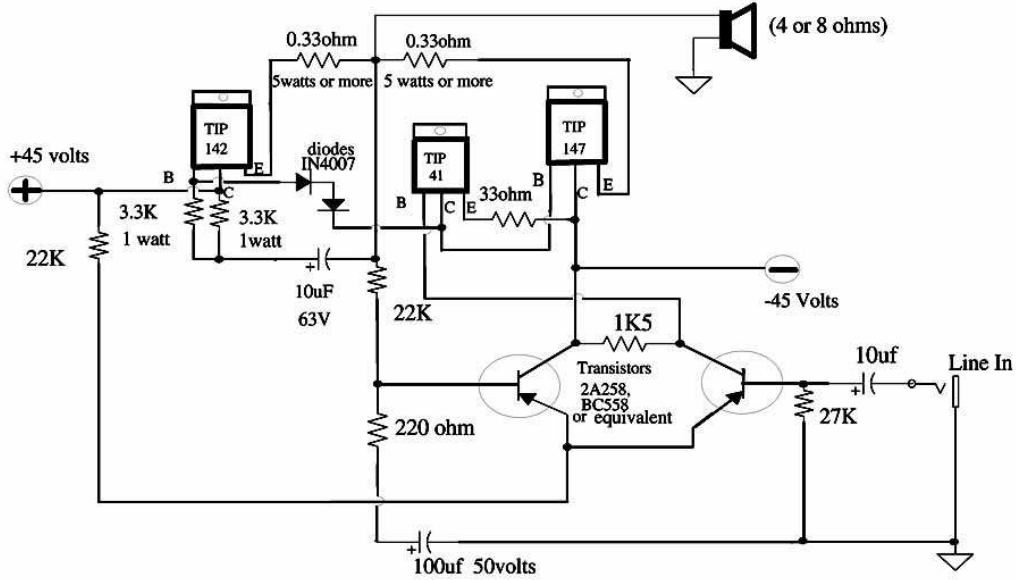 (4 or 8 ohms)
0.33ohm
0.33ohm
5watts or more
5 watts or more
TIP
142
TIP
147
TIP
41
diodes
IN4007
+45 volts
B
E
C
B
C
E
B
C
E
33ohm
3.3K
1 watt
3.3K
1watt
22K
+
10uF
63V
22K
-45 Volts
1K5
Transistors
2A258,
BC558
or equivalent
10uf
+
Line In
27K
220 ohm
+
100uf 50volts